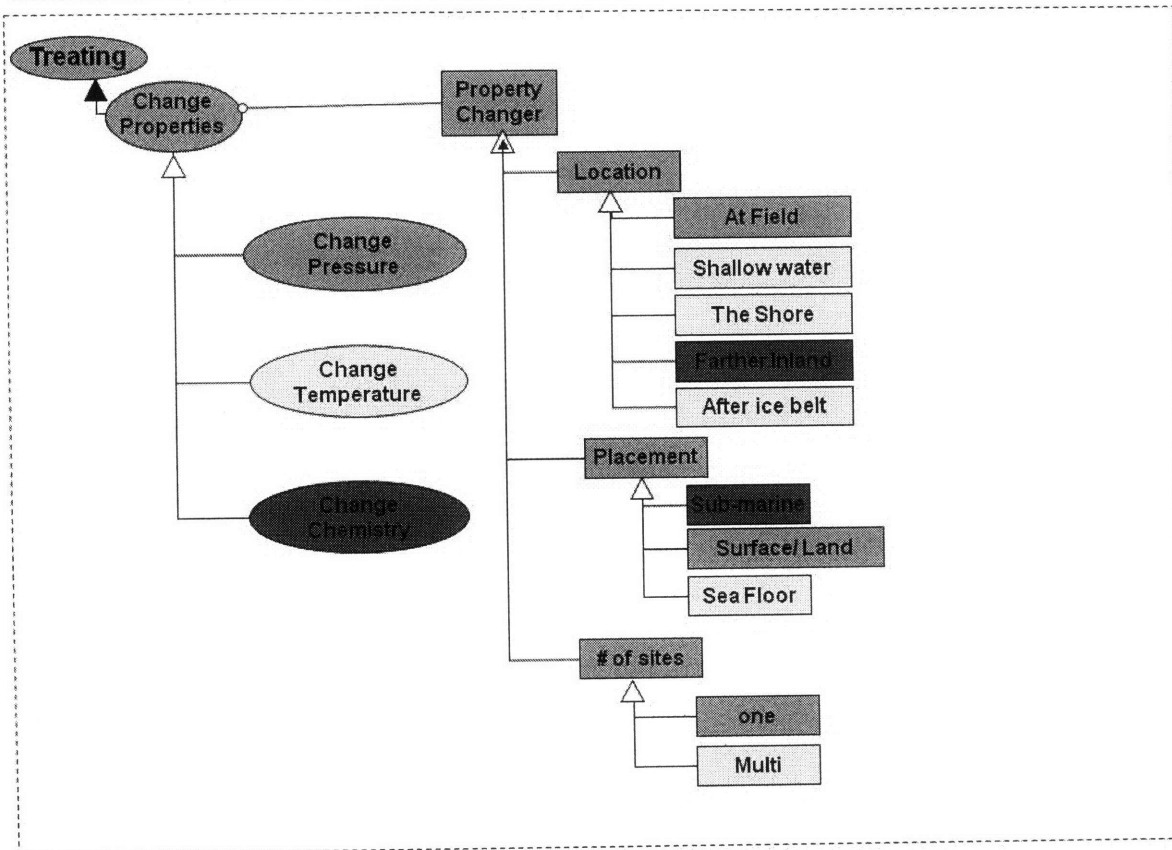 Treating
Change
Properties
Property
Changer
Location
At Field
Shallow water
The Shore
Farther Inland
After ice belt
Change
Pressure
Change
Temperature
Change
Chemistry
Placement
Sub-marine
Surface/ Land
Sea Floor
# of sites
one
Multi